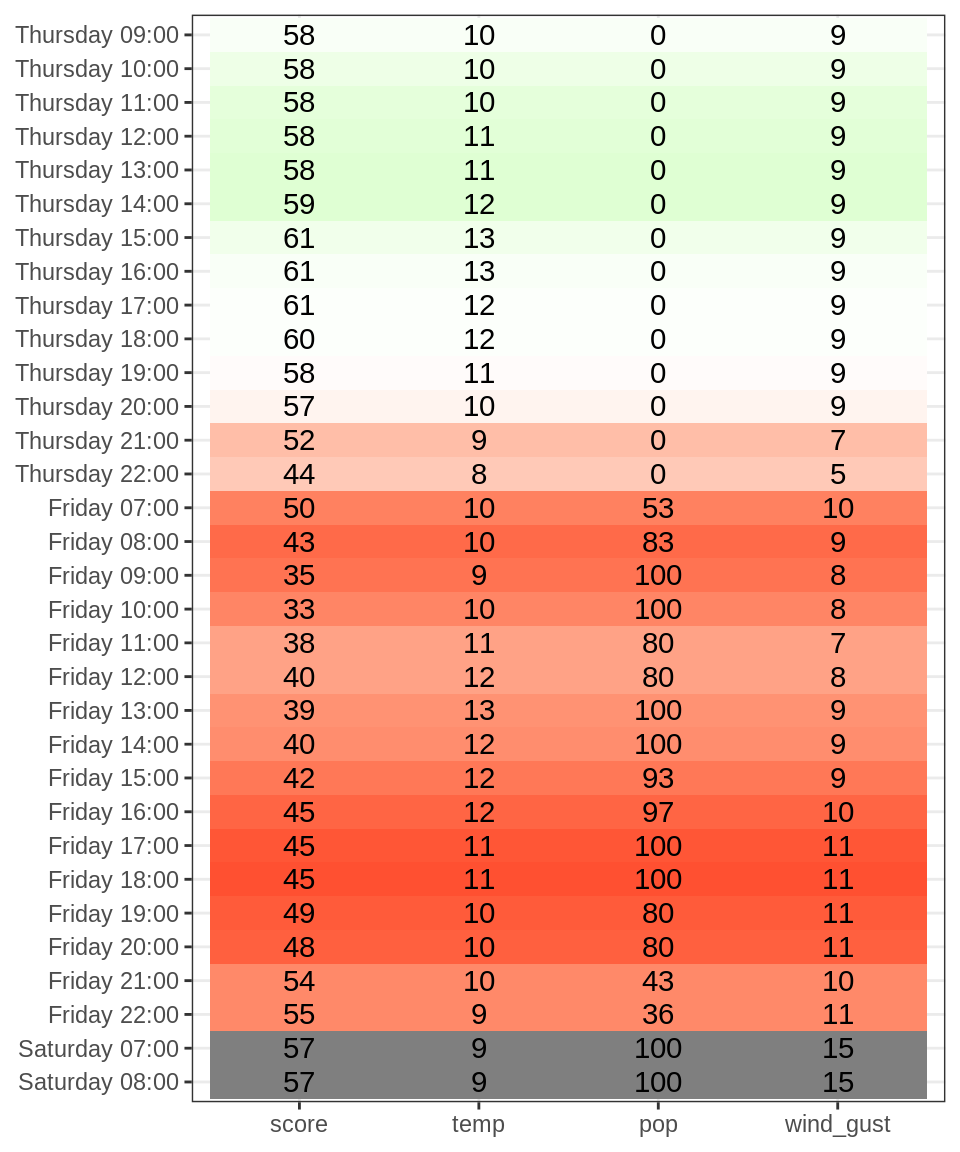 Thursday 09:00 58 10 0 9
Thursday 10:00 58 10 0 9
Thursday 11:00 58 10 0 9
Thursday 12:00 58 11 0 9
Thursday 13:00 58 11 0 9
Thursday 14:00 59 12 0 9
Thursday 15:00 61 13 0 9
Thursday 16:00 61 13 0 9
Thursday 17:00 61 12 0 9
Thursday 18:00 60 12 0 9
Thursday 19:00 58 11 0 9
Thursday 20:00 57 10 0 9
Thursday 21:00 52 9 0 7
Thursday 22:00 44 8 0 5
Friday 07:00 50 10 53 10
Friday 08:00 43 10 83 9
Friday 09:00 35 9 100 8
Friday 10:00 33 10 100 8
Friday 11:00 38 11 80 7
Friday 12:00 40 12 80 8
Friday 13:00 39 13 100 9
Friday 14:00 40 12 100 9
Friday 15:00 42 12 93 9
Friday 16:00 45 12 97 10
Friday 17:00 45 11 100 11
Friday 18:00 45 11 100 11
Friday 19:00 49 10 80 11
Friday 20:00 48 10 80 11
Friday 21:00 54 10 43 10
Friday 22:00 55 9 36 11
Saturday 07:00 57 9 100 15
Saturday 08:00 57 9 100 15
score temp pop wind_gust